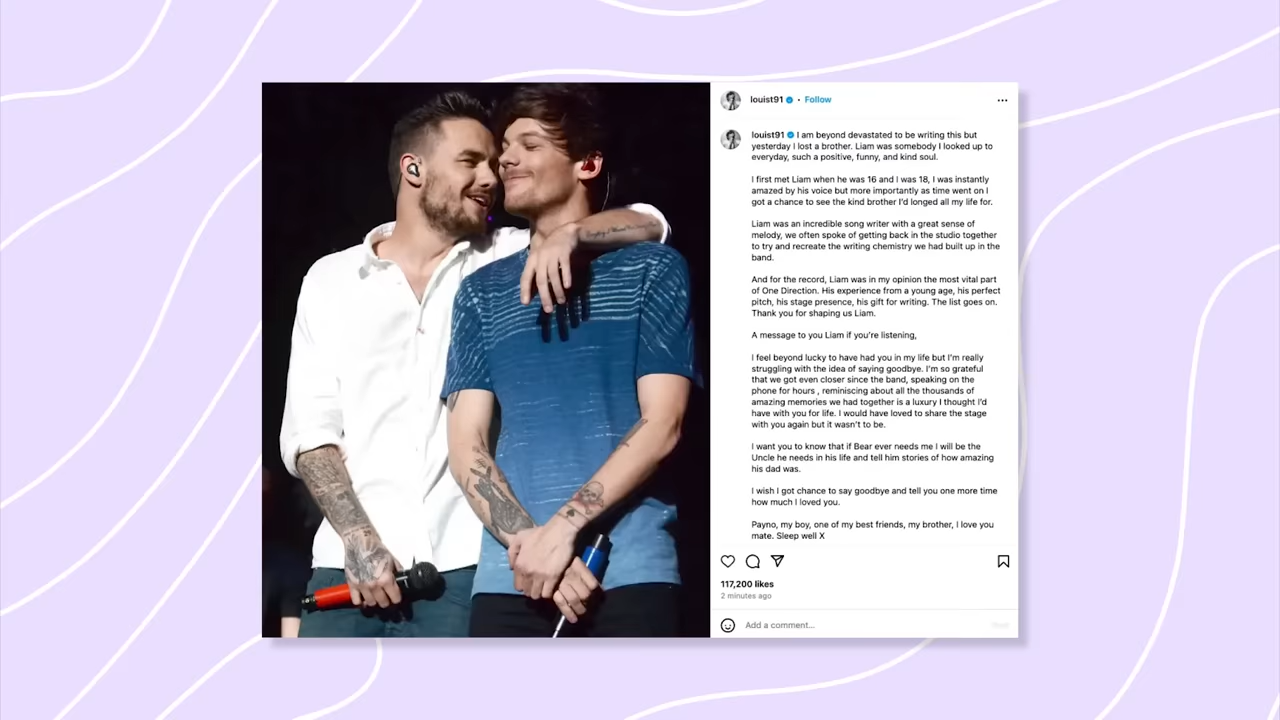 louist91 • Follow
louist91 I am beyond devastated to be writing this but
yesterday I lost a brother. Liam was somebody I looked up to
everyday, such a positive, funny, and kind soul.
I first met Liam when he was 16 and I was 18, I was instantly
amazed by his voice but more importantly as time went on I
got a chance to see the kind brother I'd longed all my life for.
Liam was an incredible song writer with a great sense of
melody, we often spoke of getting back in the studio together
to try and recreate the writing chemistry we had built up in the
band.
And for the record, Liam was in my opinion the most vital part
of One Direction. His experience from a young age, his perfect
pitch, his stage presence, his gift for writing. The list goes on.
Thank you for shaping us Liam.
A message to you Liam if you're listening,
I feel beyond lucky to have had you in my life but I'm really
struggling with the idea of saying goodbye. I'm so grateful
that we got even closer since the band, speaking on the
phone for hours , reminiscing about all the thousands of
amazing memories we had together is a luxury I thought I'd
have with you for life. I would have loved to share the stage
with you again but it wasn't to be.
I want you to know that if Bear ever needs me I will be the
Uncle he needs in his life and tell him stories of how amazing
his dad was.
I wish I got chance to say goodbye and tell you one more time
how much I loved you.
Payno, my boy, one of my best friends, my brother, I love you
mate. Sleep well X
117,200 likes
2 minutes ago
Add a comment...